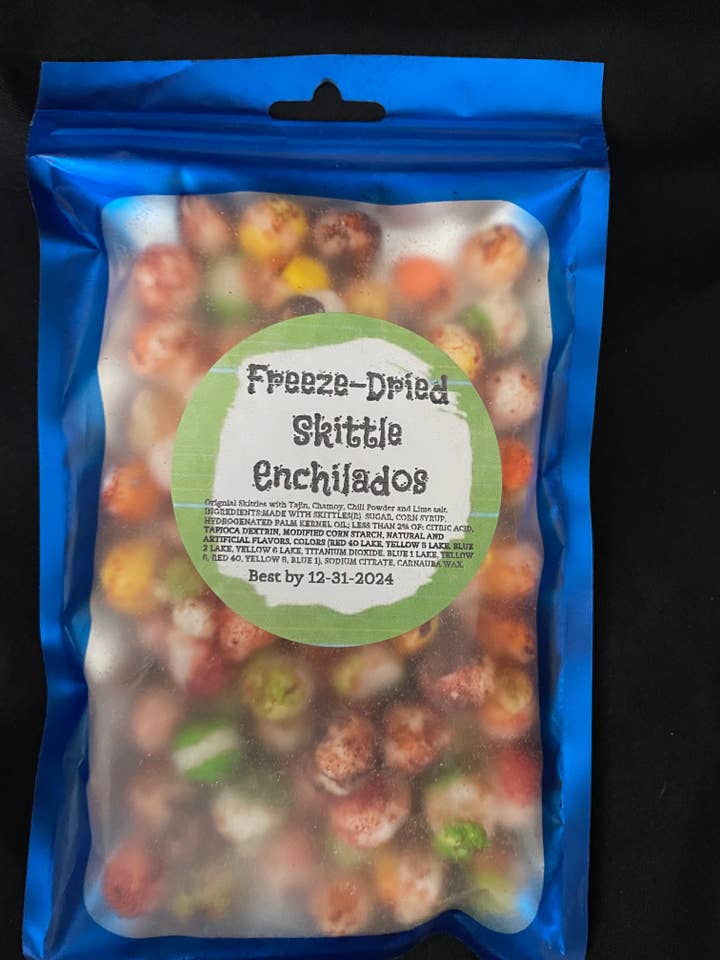 Freeze-Dried
Skittle
Enchilados
Orignial Skittles with Tajin, Chamoy, Chili Powder and Lime salt.
INGREDIENTS:MADE WITH SKITTLES(R) SUGAR, CORN SYRUP,
HYDROGENATED PALM KERNEL OIL; LESS THAN 2% OF: CITRIC ACID,
TAPIOCA DEXTRIN, MODIFIED CORN STARCH, NATURAL AND
ARTIFICIAL FLAVORS, COLORS (RED 40 LAKE, YELLOW 5 LAKE, BLUE
2 LAKE, YELLOW 6 LAKE, TITANIUM DIOXIDE, BLUE 1 LAKE, YELLOW
6, RED 40, YELLOW 5, BLUE 1), SODIUM CITRATE, CARNAUBA WAX.
Best by 12-31-2024